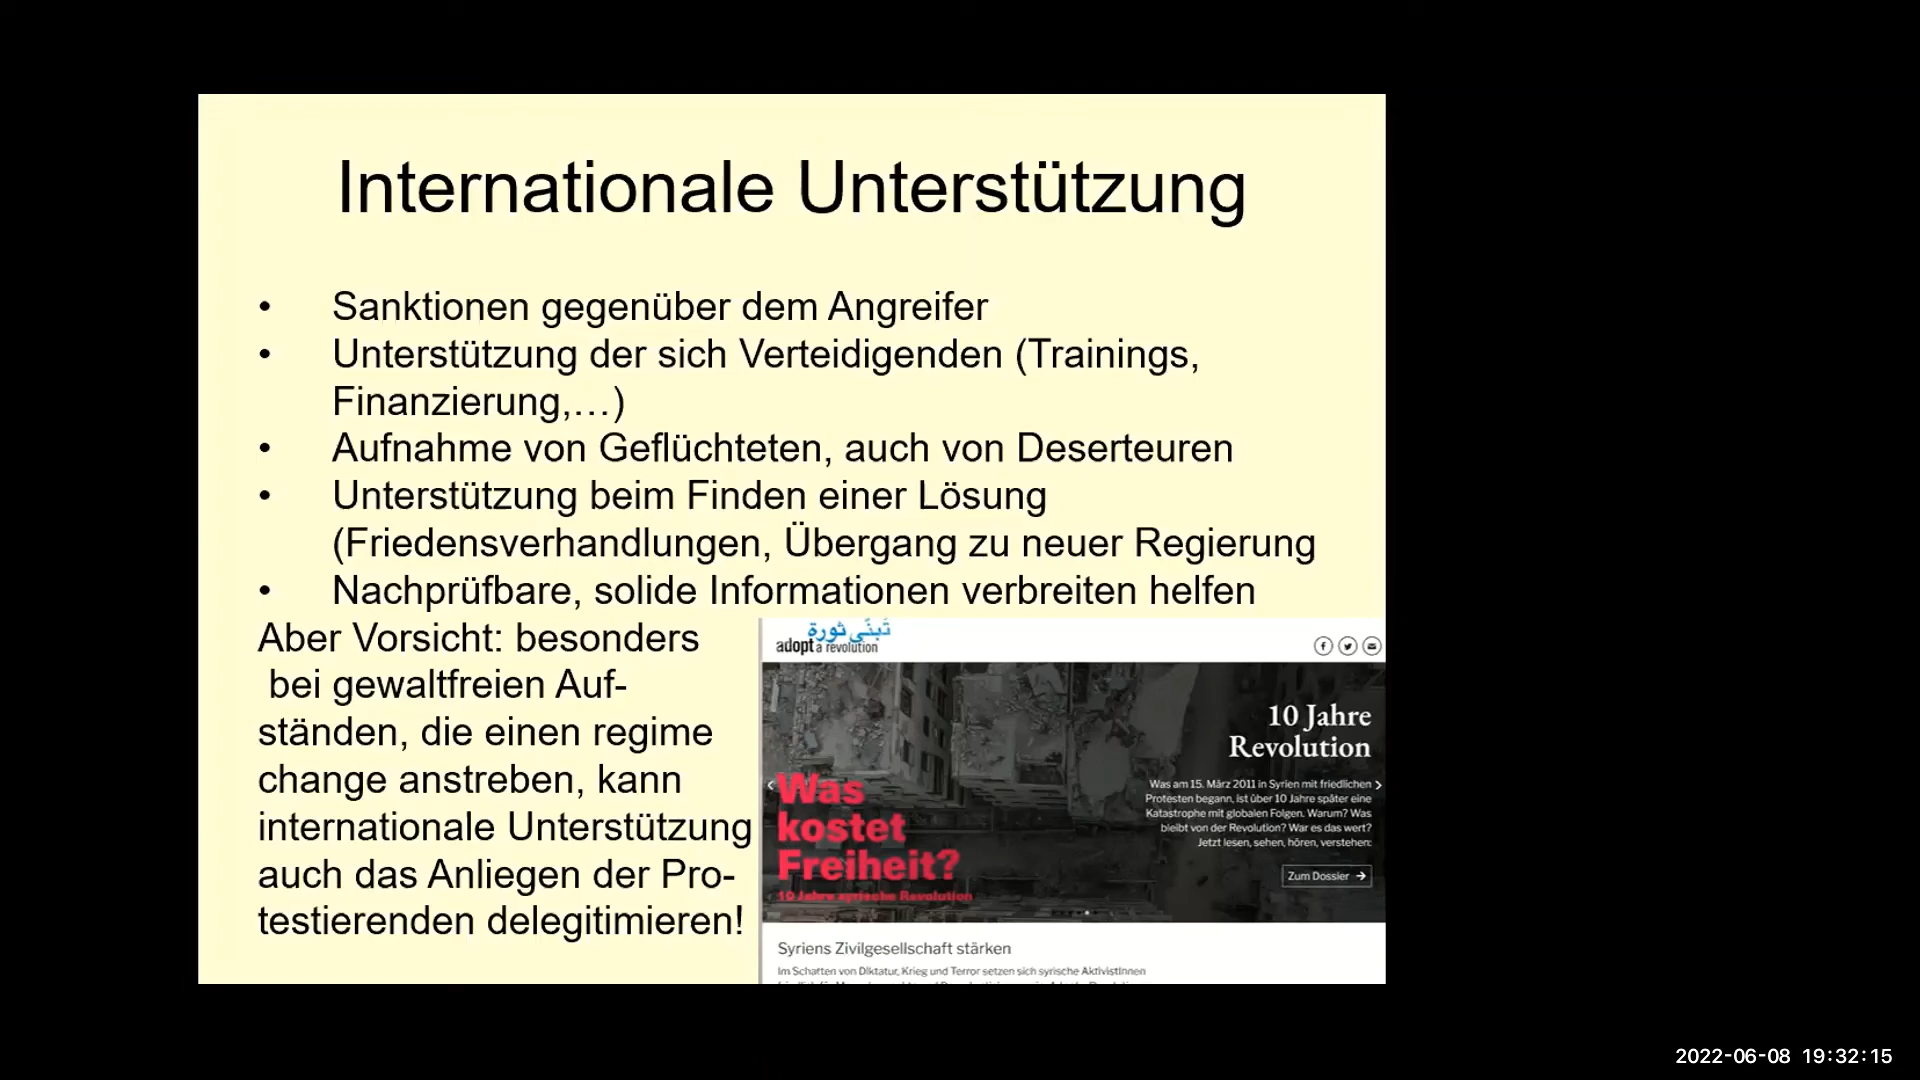 Internationale Unterstützung
• Sanktionen gegenüber dem Angreifer
• Unterstützung der sich Verteidigenden (Trainings,
Finanzierung,…)
• Aufnahme von Geflüchteten, auch von Deserteuren
• Unterstützung beim Finden einer Lösung
(Friedensverhandlungen, Übergang zu neuer Regierung
• Nachprüfbare, solide Informationen verbreiten helfen
Aber Vorsicht: besonders
bei gewaltfreien Auf-
ständen, die einen regime
change anstreben, kann
internationale Unterstützung
auch das Anliegen der Pro-
testierenden delegitimieren!
تَبنّي ثورة
adopt a revolution
10 Jahre
Revolution
Was am 15. März 2011 in Syrien mit friedlichen
Protesten begann, ist über 10 Jahre später eine
Katastrophe mit globalen Folgen. Warum? Was
bleibt von der Revolution? War es das wert?
Jetzt lesen, sehen, hören, verstehen:
Zum Dossier →
Was
kostet
Freiheit?
10 Jahre syrische Revolution
Syriens Zivilgesellschaft stärken
Im Schatten von Diktatur, Krieg und Terror setzen sich syrische AktivistInnen
2022-06-08 19:32:15